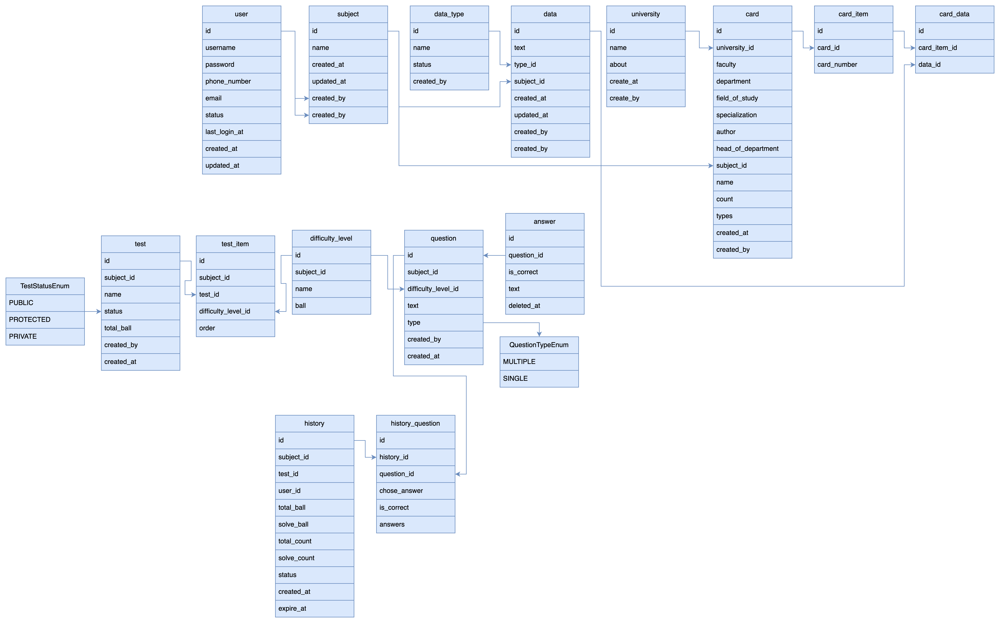 user
id
username
password
phone_number
email
status
last_login_at
created_at
updated_at
subject
id
name
created_at
updated_at
created_by
created_by
data_type
id
name
status
created_by
data
id
text
type_id
subject_id
created_at
updated_at
created_by
created_by
university
id
name
about
create_at
create_by
card
id
university_id
faculty
department
field_of_study
specialization
author
head_of_department
subject_id
name
count
types
created_at
created_by
card_item
id
card_id
card_number
card_data
id
card_item_id
data_id
TestStatusEnum
PUBLIC
PROTECTED
PRIVATE
test
id
subject_id
name
status
total_ball
created_by
created_at
test_item
id
subject_id
test_id
difficulty_level_id
order
difficulty_level
id
subject_id
name
ball
question
id
subject_id
difficulty_level_id
text
type
created_by
created_at
answer
id
question_id
is_correct
text
deleted_at
QuestionTypeEnum
MULTIPLE
SINGLE
history
id
subject_id
test_id
user_id
total_ball
solve_ball
total_count
solve_count
status
created_at
expire_at
history_question
id
history_id
question_id
chose_answer
is_correct
answers